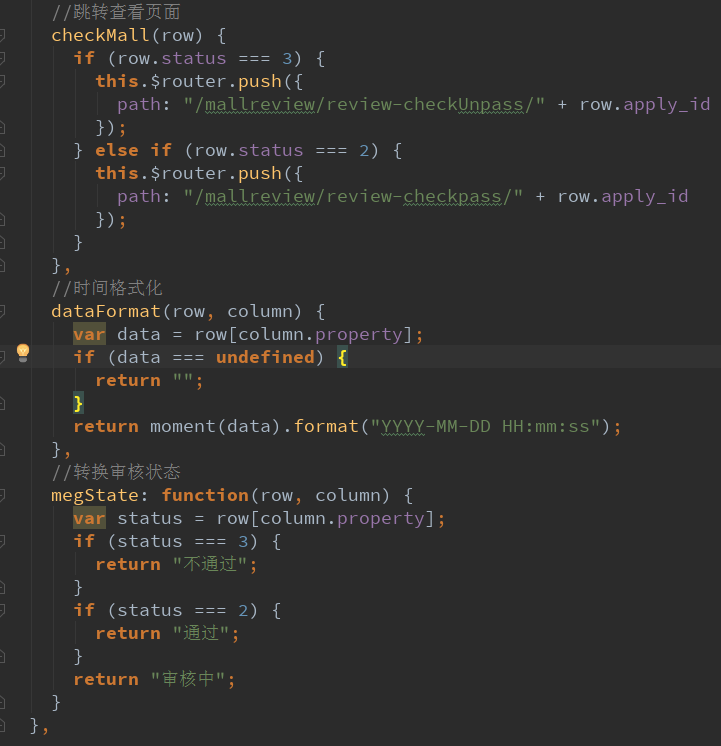 //跳转查看页面
checkMall(row) {
if (row.status === 3) {
this.$router.push({
path: "/mallreview/review-checkUnpass/" + row.apply_id
});
} else if (row.status === 2) {
this.$router.push({
path: "/mallreview/review-checkpass/" + row.apply_id
});
}
},
//时间格式化
dataFormat(row, column) {
var data = row[column.property];
if (data === undefined) {
return "";
}
return moment(data).format("YYYY-MM-DD HH:mm:ss");
},
//转换审核状态
megState: function(row, column) {
var status = row[column.property];
if (status === 3) {
return "不通过";
}
if (status === 2) {
return "通过";
}
return "审核中";
}
},